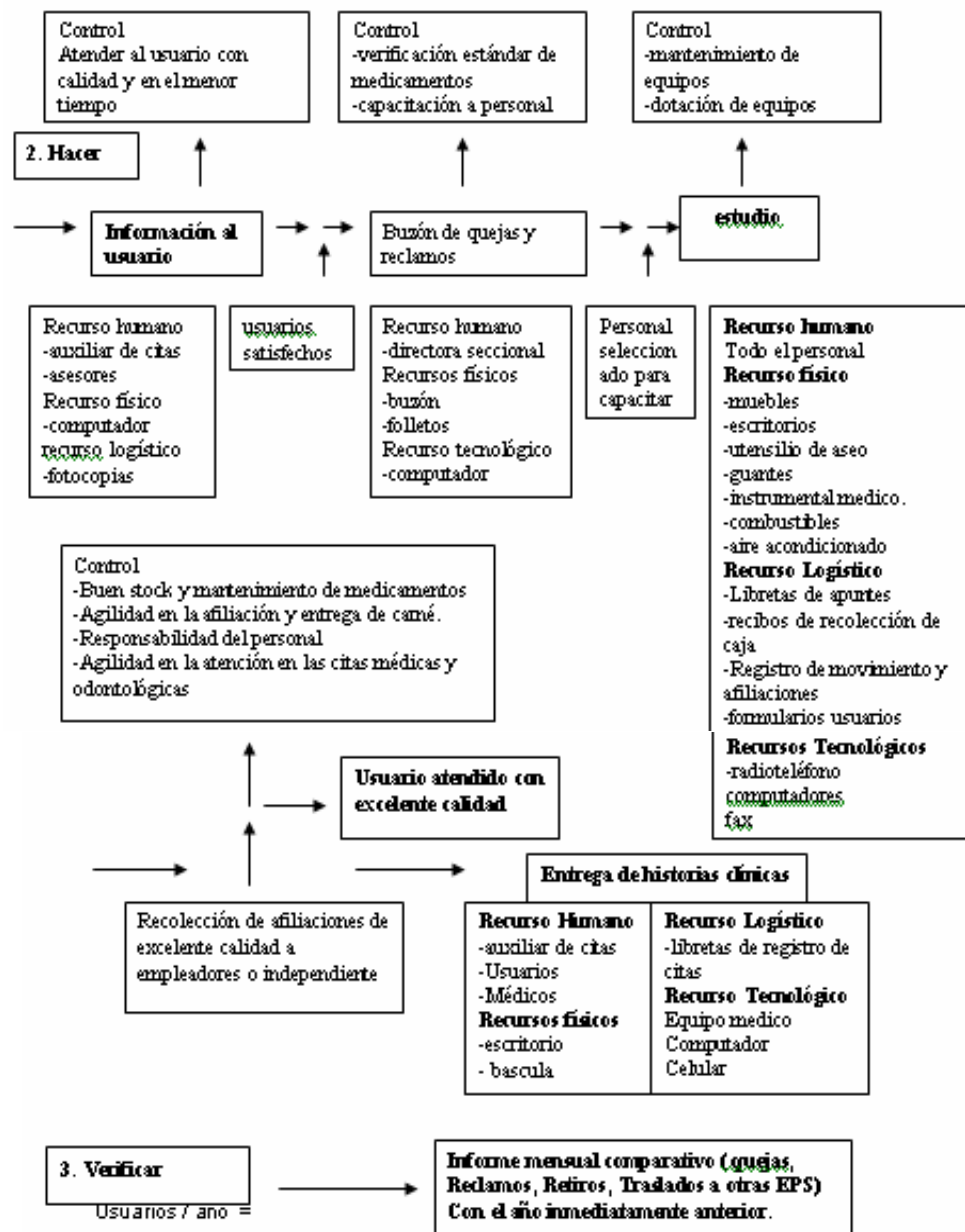 Control
Atender al usuario con
calidad y en el menor
tiempo
Control
-verificación estándar de
medicamentos
-capacitación a personal
Control
-mantenimiento de
equipos
-dotación de equipos
2. Hacer
Información al
usuario
Buzón de quejas y
reclamos
estudio
Recurso humano
-auxiliar de citas
-asesores
Recurso físico
-computador
recurso logístico
-fotocopias
usuarios
satisfechos
Recurso humano
-directora seccional
Recursos físicos
-buzón
-folletos
Recurso tecnológico
-computador
Personal
seleccion
ado para
capacitar
Recurso humano
Todo el personal
Recurso físico
-muebles
-escritorios
-utensilio de aseo
-guantes
-instrumental medico.
-combustibles
-aire acondicionado
Recurso Logístico
-Libretas de apuntes
-recibos de recolección de
caja
-Registro de movimiento y
afiliaciones
-formularios usuarios
Recursos Tecnológicos
-radioteléfono
computadores
fax
Control
-Buen stock y mantenimiento de medicamentos
-Agilidad en la afiliación y entrega de carné.
-Responsabilidad del personal
-Agilidad en la atención en las citas médicas y
odontológicas
Usuario atendido con
excelente calidad
Recolección de afiliaciones de
excelente calidad a
empleadores o independiente
Entrega de historias clínicas
Recurso Humano
-auxiliar de citas
-Usuarios
-Médicos
Recursos físicos
-escritorio
- bascula
Recurso Logístico
-libretas de registro de
citas
Recurso Tecnológico
Equipo medico
Computador
Celular
3. Verificar
Usuarios / año =
Informe mensual comparativo ( quejas,
Reclamos, Retiros, Traslados a otras EPS)
Con el año inmediatamente anterior.